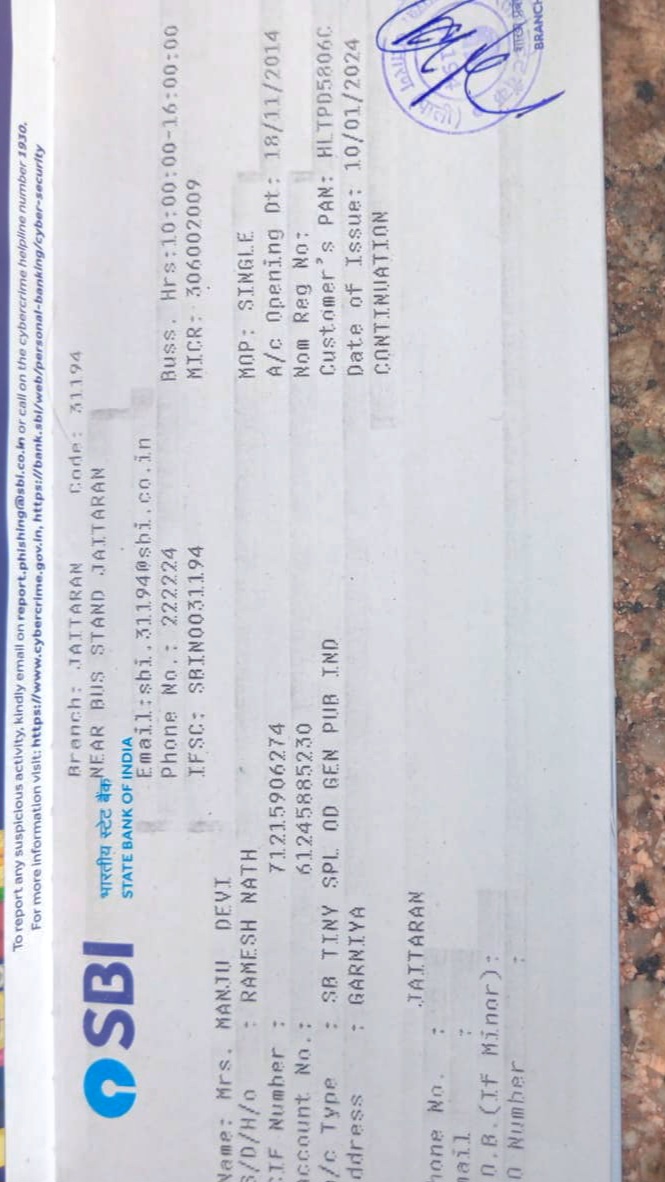 To report any suspicious activity, kindly email on report.phishing@sbi.co.in or call on the cybercrime helpline number 1930.
For more information visit: https://www.cybercrime.gov.in, https://bank.sbi/web/personal-banking/cyber-security
SBI
भारतीय स्टेट बैंक
STATE BANK OF INDIA
Branch: JAITARAN Code: 31194
NEAR BUS STAND JAITARAN
Email:sbi.31194@sbi.co.in
Phone No.: 222224 Buss. Hrs:10:00:00-16:00:00
IFSC: SBIN0031194 MICR: 306002009
Name: Mrs. MANJU DEVI
S/D/H/o : RAMESH NATH MOP: SINGLE
CIF Number : 71215906274 A/c Opening Dt: 18/11/2014
ccount No.: 61245885230 Nom Reg No:
/c Type : SB TINY SPL OD GEN PUB IND Customer's PAN: HLTPD5806C
ddress : GARNIYA Date of Issue: 10/01/2024
CONTINUATION
JAITARAN
hone No. :
mail :
O.B.(If Minor):
O Number :
BRANCH